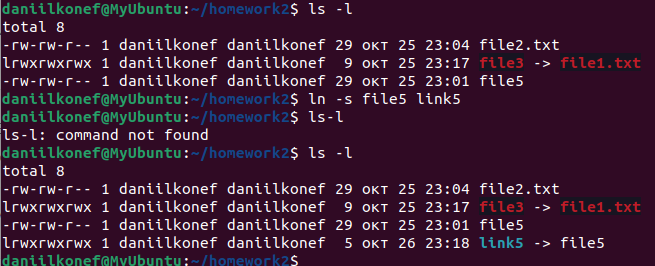 daniilkonef@MyUbuntu:~/homework2$ ls -l
total 8
-rw-rw-r-- 1 daniilkonef daniilkonef 29 окт 25 23:04 file2.txt
lrwxrwxrwx 1 daniilkonef daniilkonef  9 окт 25 23:17 file3 -> file1.txt
-rw-rw-r-- 1 daniilkonef daniilkonef 29 окт 25 23:01 file5
daniilkonef@MyUbuntu:~/homework2$ ln -s file5 link5
daniilkonef@MyUbuntu:~/homework2$ ls-l
ls-l: command not found
daniilkonef@MyUbuntu:~/homework2$ ls -l
total 8
-rw-rw-r-- 1 daniilkonef daniilkonef 29 окт 25 23:04 file2.txt
lrwxrwxrwx 1 daniilkonef daniilkonef  9 окт 25 23:17 file3 -> file1.txt
-rw-rw-r-- 1 daniilkonef daniilkonef 29 окт 25 23:01 file5
lrwxrwxrwx 1 daniilkonef daniilkonef  5 окт 26 23:18 link5 -> file5
daniilkonef@MyUbuntu:~/homework2$